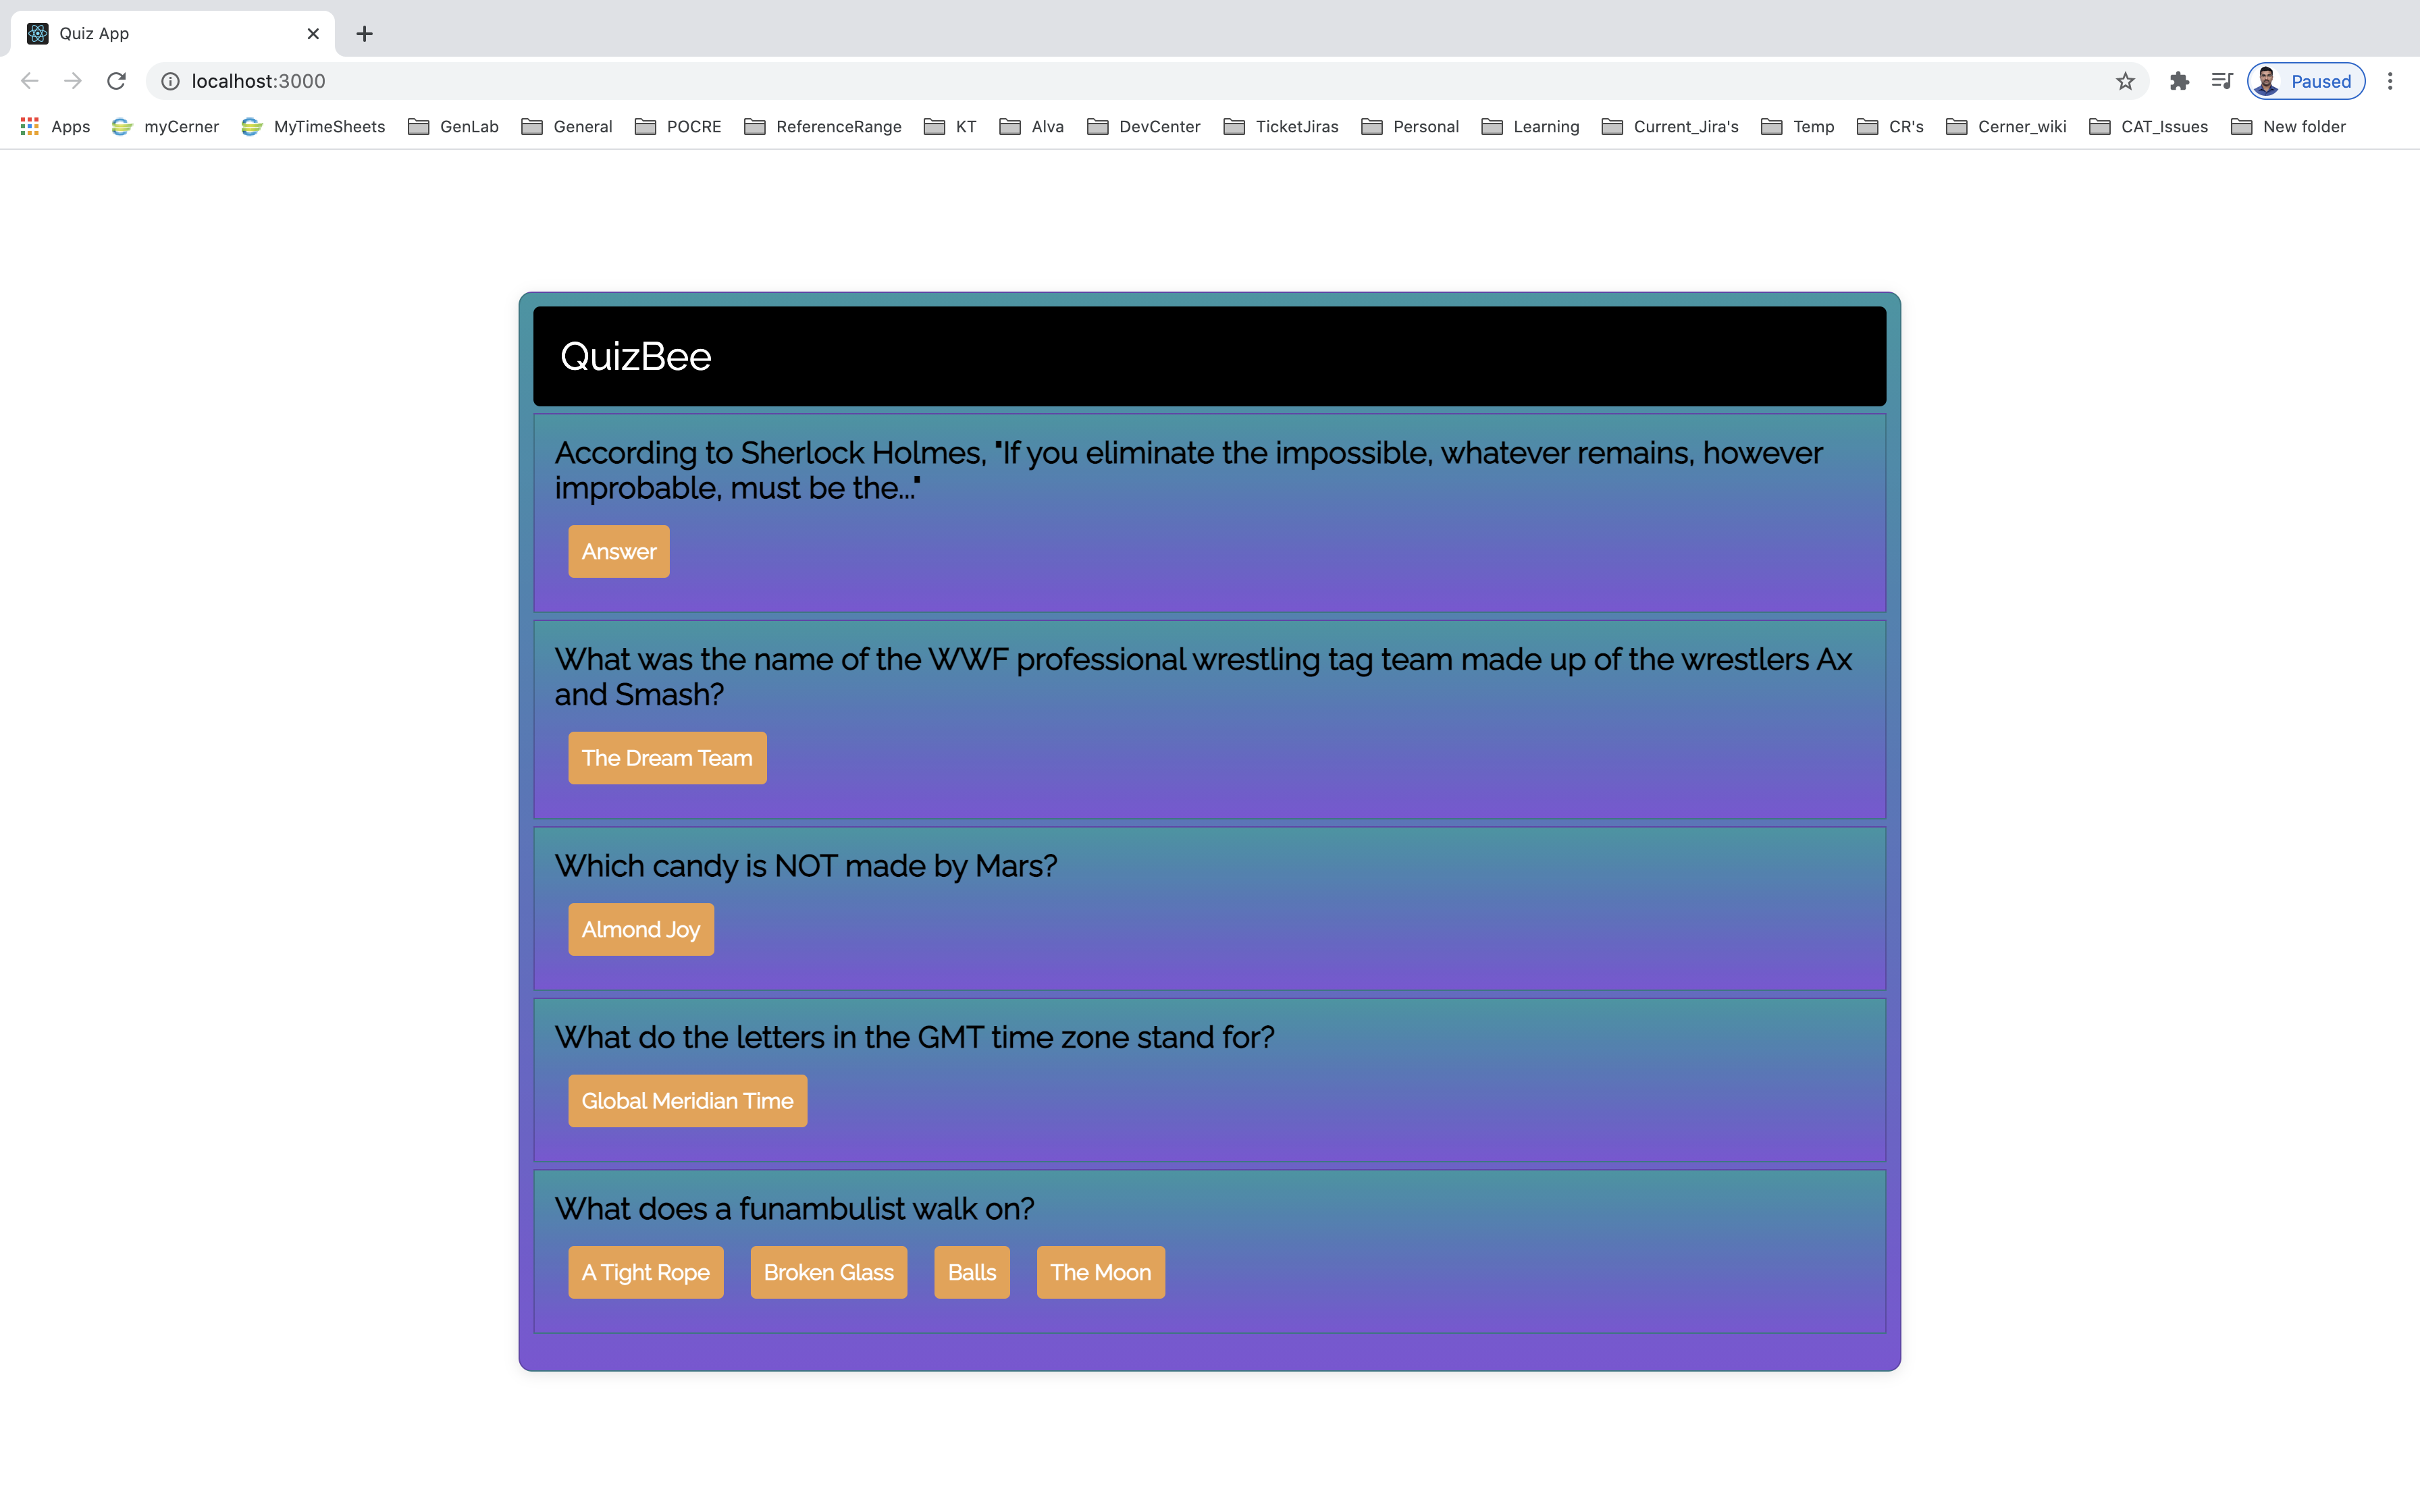 Quiz App
localhost:3000
Paused
Apps myCerner MyTimeSheets GenLab General POCRE ReferenceRange KT Alva DevCenter TicketJiras Personal Learning Current_Jira's Temp CR's Cerner_wiki CAT_Issues New folder
QuizBee
According to Sherlock Holmes, "If you eliminate the impossible, whatever remains, however
improbable, must be the..."
Answer
What was the name of the WWF professional wrestling tag team made up of the wrestlers Ax
and Smash?
The Dream Team
Which candy is NOT made by Mars?
Almond Joy
What do the letters in the GMT time zone stand for?
Global Meridian Time
What does a funambulist walk on?
A Tight Rope Broken Glass Balls The Moon